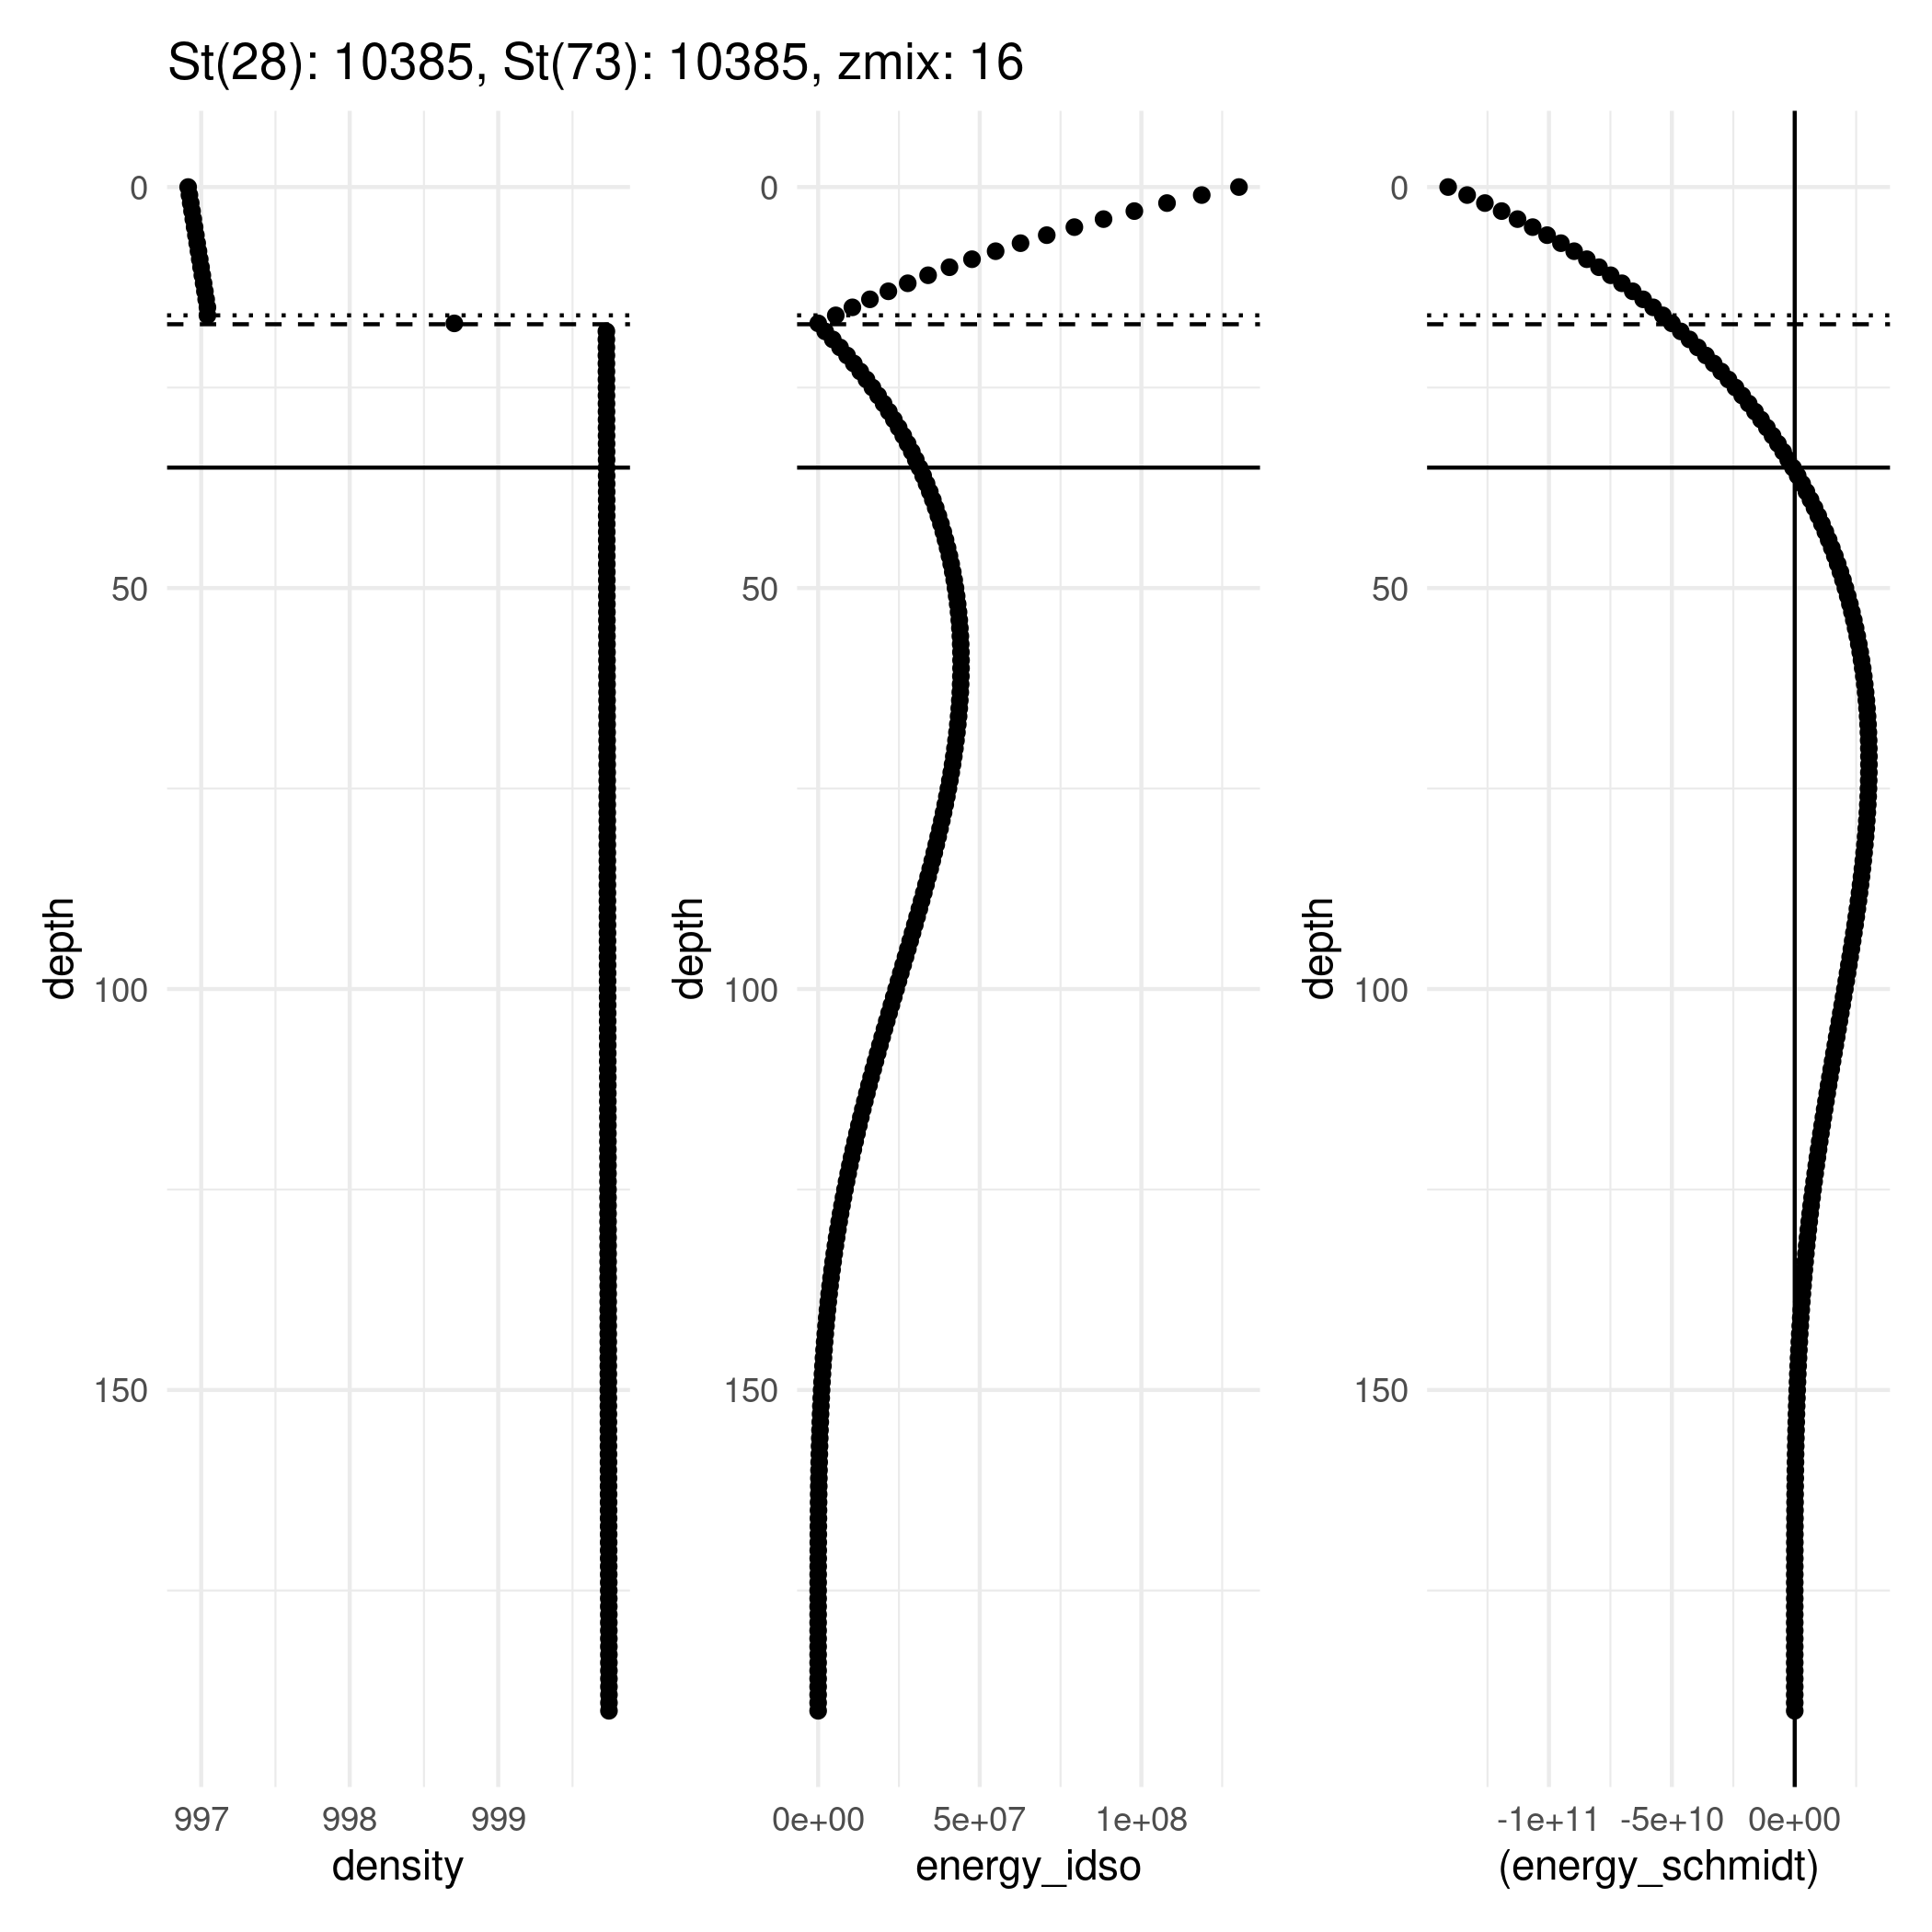 St(28): 10385, St(73): 10385, zmix: 16
0
50
100
150
depth
997
998
999
density
0
50
100
150
depth
0e+00
5e+07
1e+08
energy_idso
0
50
100
150
depth
-1e+11
-5e+10
0e+00
(energy_schmidt)